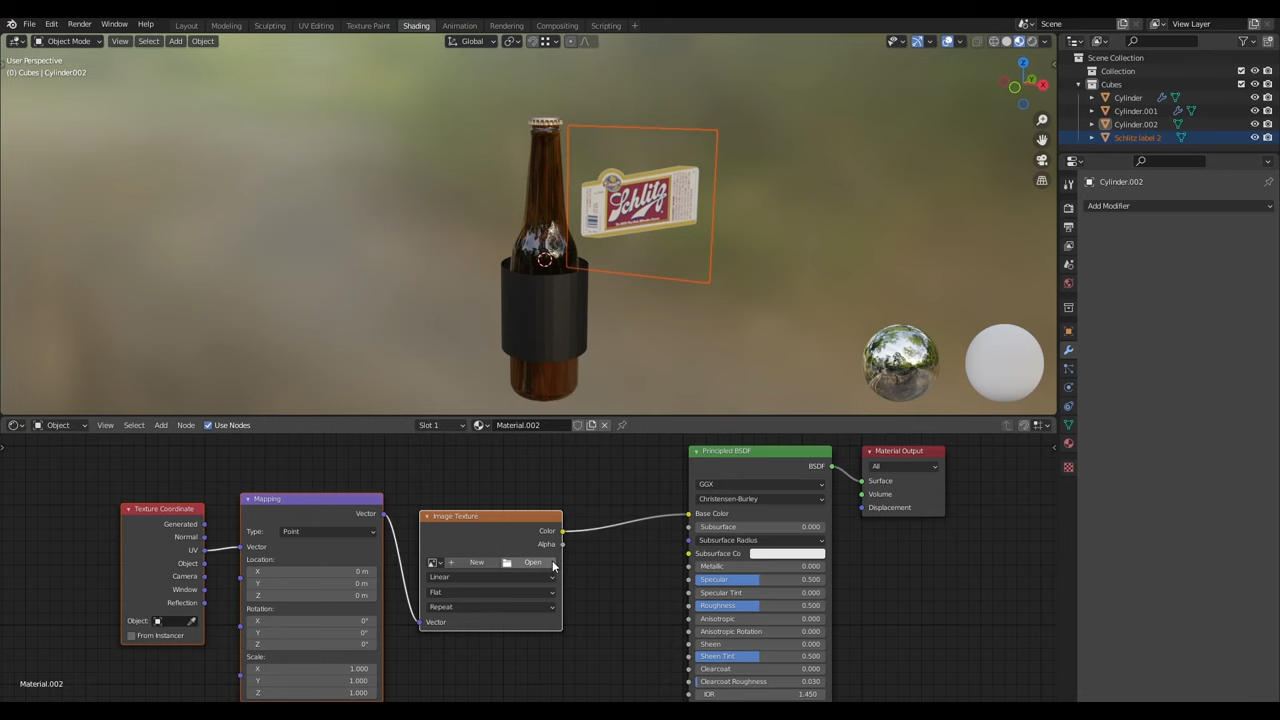 File Edit Render Window Help
Layout Modeling Sculpting UV Editing Texture Paint Shading Animation Rendering Compositing Scripting +
Scene View Layer
Object Mode View Select Add Object
Global
User Perspective
(0) Cubes | Cylinder.002
Z
Y
X
Schlitz
Scene Collection
Collection
Cubes
Cylinder
Cylinder.001
Cylinder.002
Schlitz label 2
Cylinder.002
Add Modifier
Object View Select Add Node Use Nodes Slot 1 Material.002
Texture Coordinate
Generated
Normal
UV
Object
Camera
Window
Reflection
Object:
From Instancer
Mapping
Vector
Type: Point
Vector
Location:
X 0 m
Y 0 m
Z 0 m
Rotation:
X 0°
Y 0°
Z 0°
Scale:
X 1.000
Y 1.000
Z 1.000
Image Texture
Color
Alpha
+ New Open
Linear
Flat
Repeat
Vector
Principled BSDF
BSDF
GGX
Christensen-Burley
Base Color
Subsurface 0.000
Subsurface Radius
Subsurface Co
Metallic 0.000
Specular 0.500
Specular Tint 0.000
Roughness 0.500
Anisotropic 0.000
Anisotropic Rotation 0.000
Sheen 0.000
Sheen Tint 0.500
Clearcoat 0.000
Clearcoat Roughness 0.030
IOR 1.450
Material Output
All
Surface
Volume
Displacement
Material.002